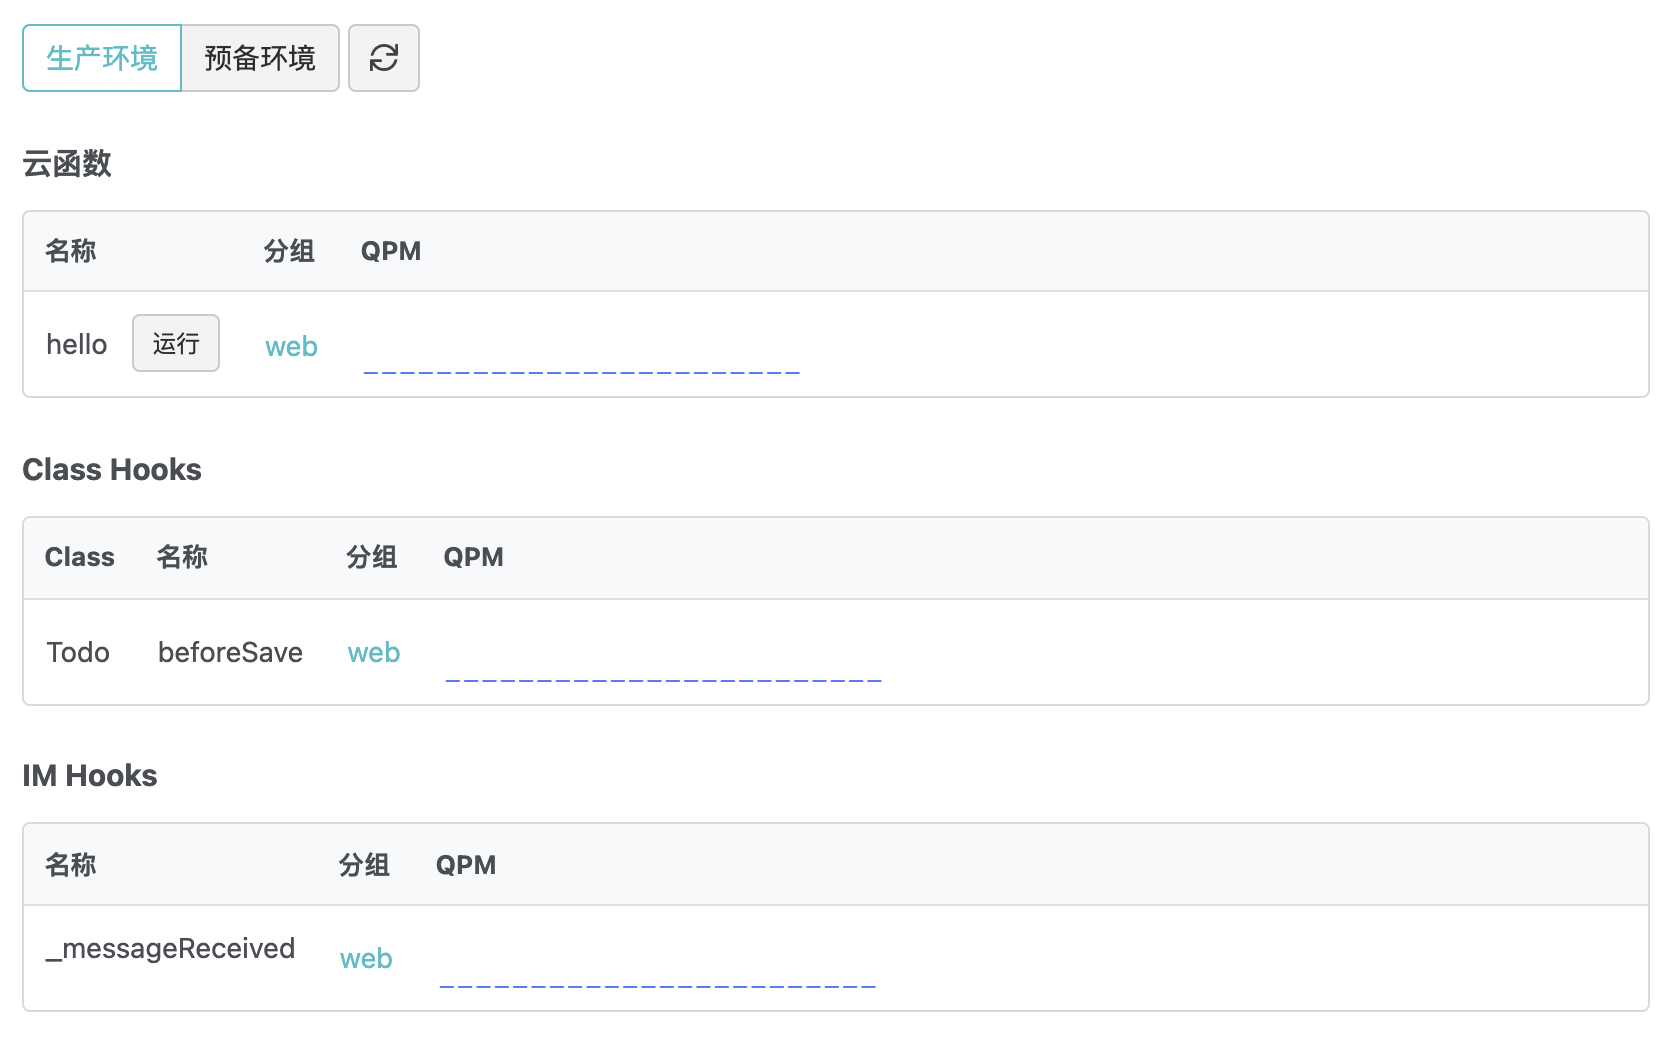 生产环境 预备环境
云函数
名称 分组 QPM
hello 运行 web
Class Hooks
Class 名称 分组 QPM
Todo beforeSave web
IM Hooks
名称 分组 QPM
_messageReceived web